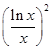 (ln x / x)²